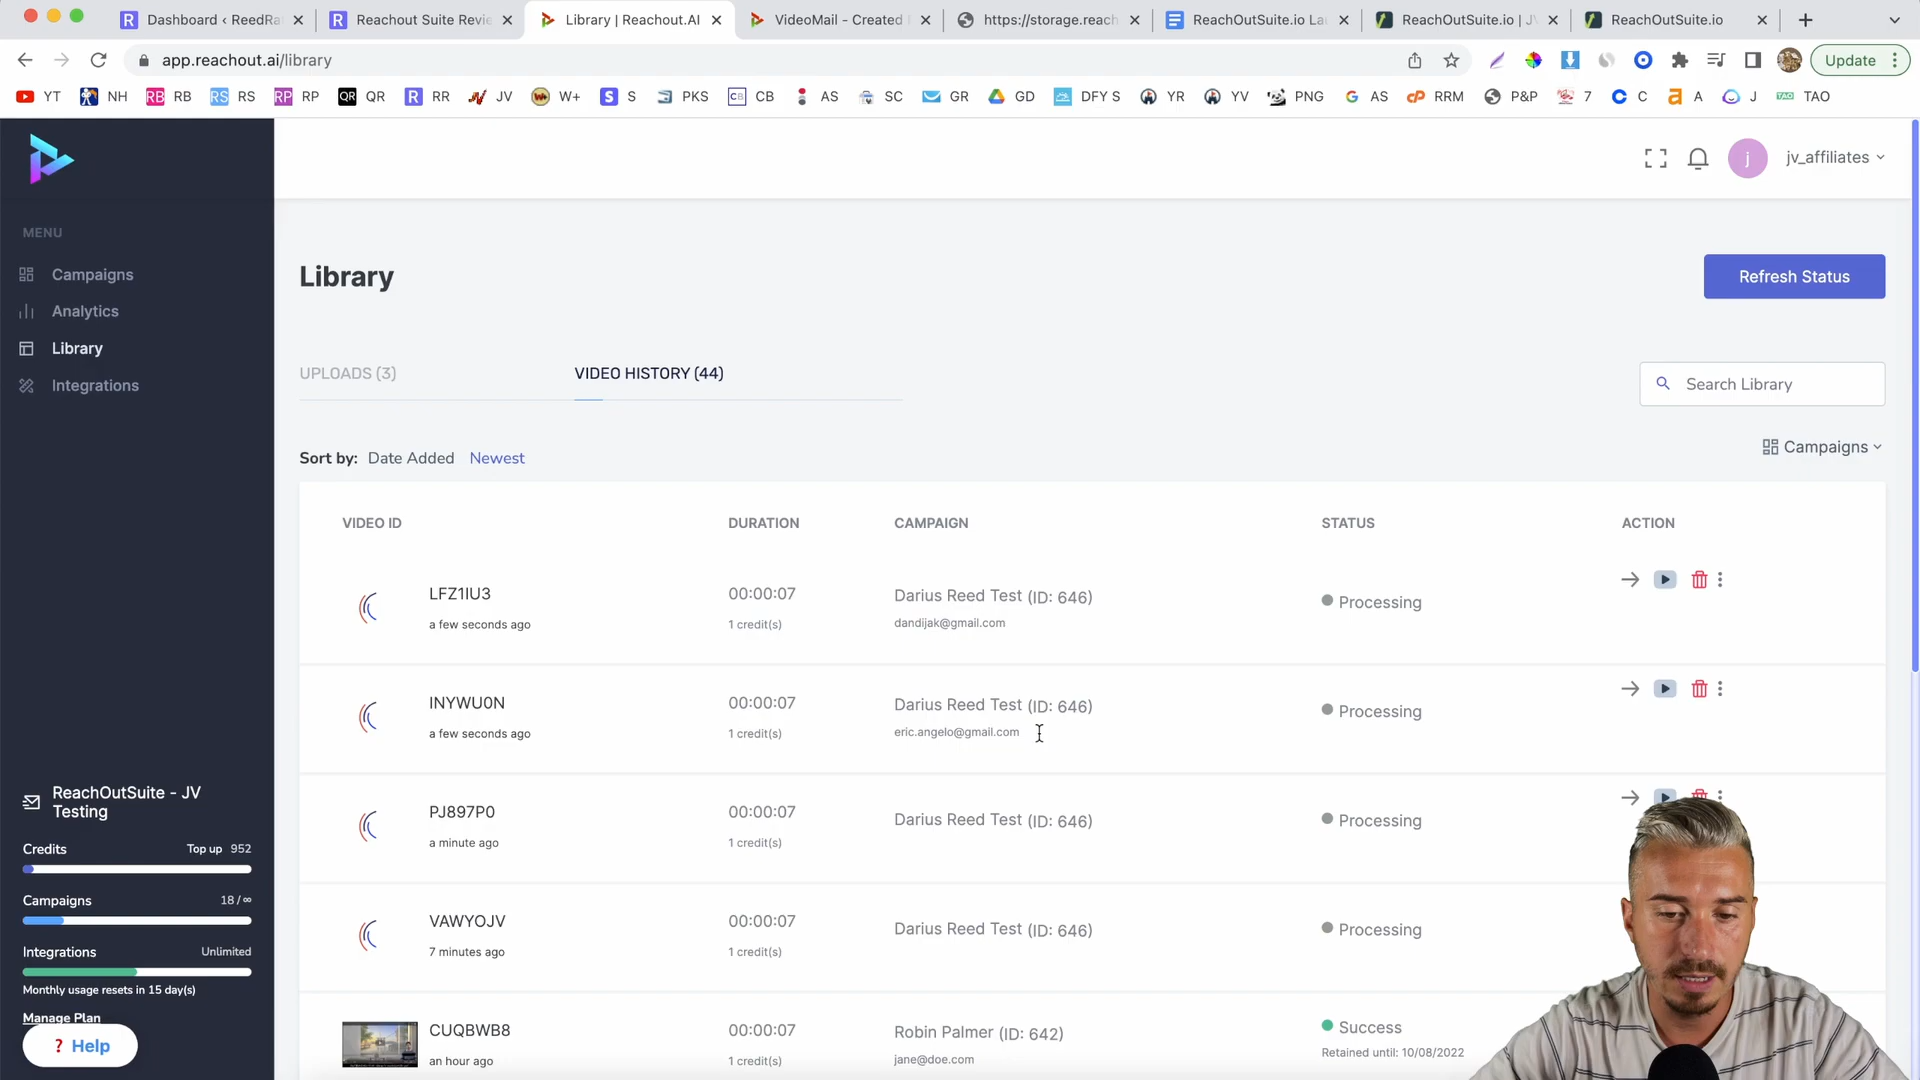 Dashboard ‹ ReedRa
Reachout Suite Revie
Library | Reachout.AI
VideoMail - Created
https://storage.reach
ReachOutSuite.io La
ReachOutSuite.io | JV
ReachOutSuite.io
app.reachout.ai/library
Update
YT NH RB RS RP QR RR JV W+ S PKS CB AS SC GR GD DFY S YR YV PNG AS RRM P&P 7 C A J TAO
j jv_affiliates
MENU
Campaigns
Analytics
Library
Integrations
Library
Refresh Status
UPLOADS (3)
VIDEO HISTORY (44)
Search Library
Sort by: Date Added Newest
Campaigns
VIDEO ID DURATION CAMPAIGN STATUS ACTION
LFZ1IU3 00:00:07 Darius Reed Test (ID: 646) Processing
a few seconds ago 1 credit(s) dandijak@gmail.com
INYWU0N 00:00:07 Darius Reed Test (ID: 646) Processing
a few seconds ago 1 credit(s) eric.angelo@gmail.com
PJ897P0 00:00:07 Darius Reed Test (ID: 646) Processing
a minute ago 1 credit(s)
VAWYOJV 00:00:07 Darius Reed Test (ID: 646) Processing
7 minutes ago 1 credit(s)
CUQBWB8 00:00:07 Robin Palmer (ID: 642) Success
an hour ago 1 credit(s) jane@doe.com Retained until: 10/08/2022
ReachOutSuite - JV
Testing
Credits Top up 952
Campaigns 18 / ∞
Integrations Unlimited
Monthly usage resets in 15 day(s)
Manage Plan
? Help